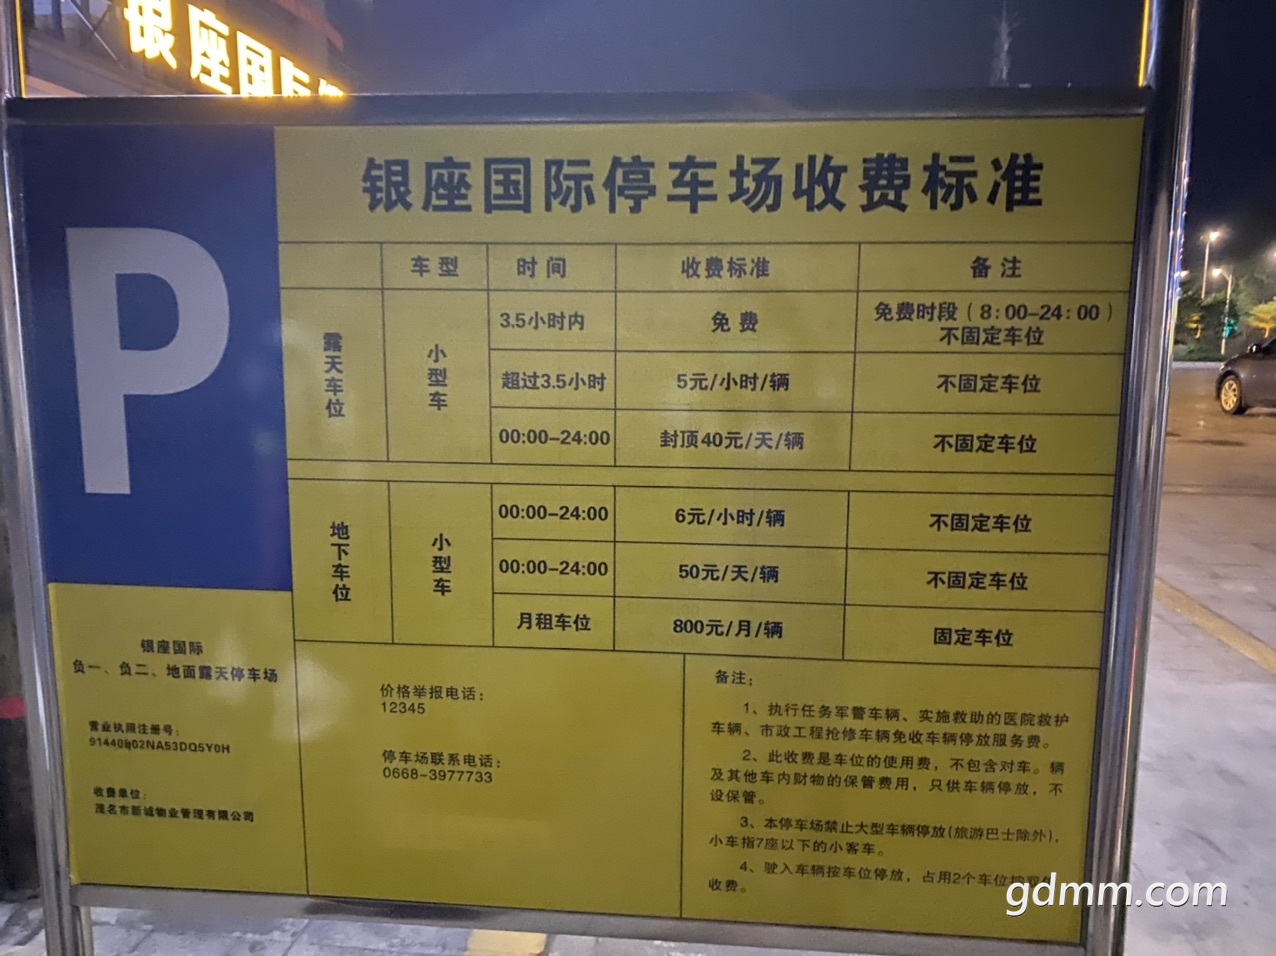 银座国际
银座国际停车场收费标准
车型 时间 收费标准 备注
露天车位 小型车 3.5小时内 免费 免费时段（8:00-24:00）
不固定车位
超过3.5小时 5元/小时/辆 不固定车位
00:00-24:00 封顶40元/天/辆 不固定车位
地下车位 小型车 00:00-24:00 6元/小时/辆 不固定车位
00:00-24:00 50元/天/辆 不固定车位
月租车位 800元/月/辆 固定车位
P
银座国际
负一、负二、地面露天停车场
营业执照注册号：
收费单位：
茂名市新诚物业管理有限公司
价格举报电话：
12345
停车场联系电话：
0668-3977733
备注；
1、执行任务军警车辆、实施救助的医院救护
车辆、市政工程抢修车辆免收车辆停放服务费。
2、此收费是车位的使用费，不包含对车。辆
及其他车内财物的保管费用，只供车辆停放，不
设保管。
3、本停车场禁止大型车辆停放(旅游巴士除外)，
小车指7座以下的小客车。
4、驶入车辆按车位停放，占用2个车位按双
收费。
gdmm.com